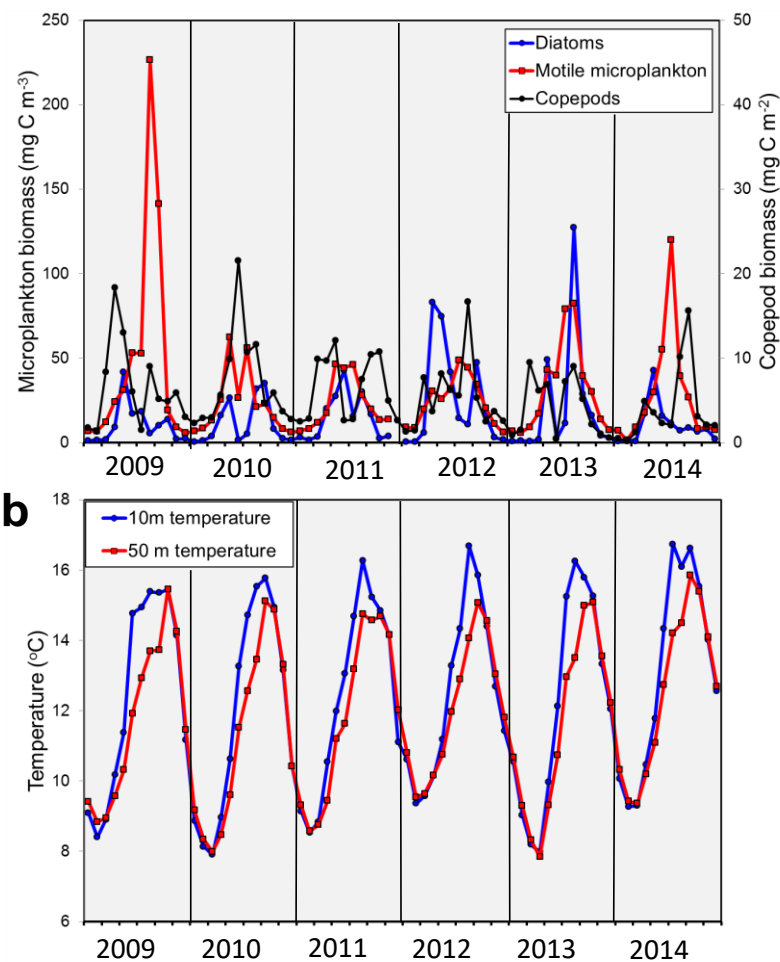 250
200
150
100
50
0
Microplankton biomass (mg C m-3)
Diatoms
Motile microplankton
Copepods
50
40
30
20
10
0
Copepod biomass (mg C m-2)
2009 2010 2011 2012 2013 2014
b
18
16
14
12
10
8
6
Temperature (oC)
10m temperature
50 m temperature
2009 2010 2011 2012 2013 2014